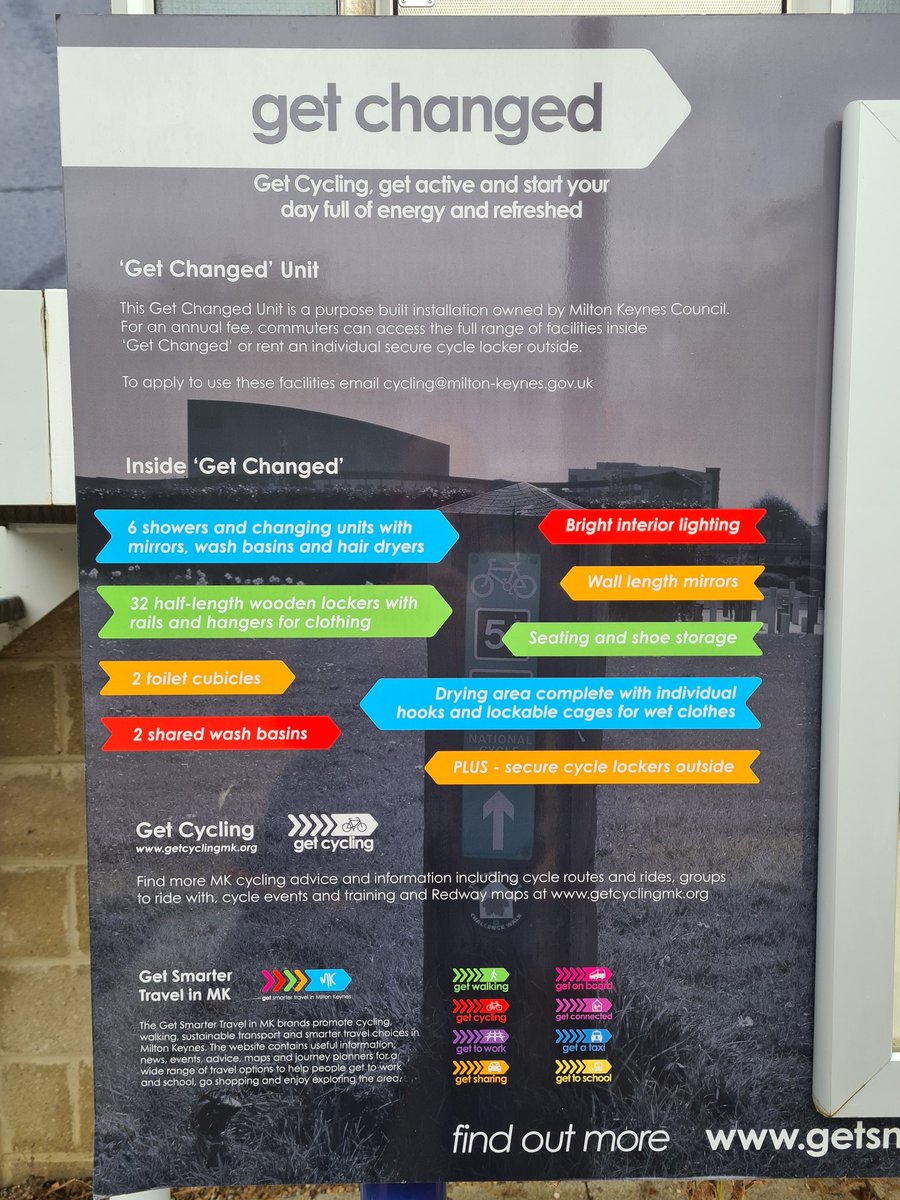 get changed
Get Cycling, get active and start your
day full of energy and refreshed
‘Get Changed’ Unit
This Get Changed Unit is a purpose built installation owned by Milton Keynes Council.
For an annual fee, commuters can access the full range of facilities inside
‘Get Changed’ or rent an individual secure cycle locker outside.
To apply to use these facilities email cycling@milton-keynes.gov.uk
Inside ‘Get Changed’
6 showers and changing units with
mirrors, wash basins and hair dryers
32 half-length wooden lockers with
rails and hangers for clothing
2 toilet cubicles
2 shared wash basins
Bright interior lighting
Wall length mirrors
Seating and shoe storage
Drying area complete with individual
hooks and lockable cages for wet clothes
PLUS - secure cycle lockers outside
5
NATIONAL
CYCLE
CHALLENGE WALK
Get Cycling
www.getcyclingmk.org
get cycling
Find more MK cycling advice and information including cycle routes and rides, groups
to ride with, cycle events and training and Redway maps at www.getcyclingmk.org
Get Smarter
Travel in MK
MK
get smarter travel in Milton Keynes
The Get Smarter Travel in MK brands promote cycling,
walking, sustainable transport and smarter travel choices in
Milton Keynes. The website contains useful information,
news, events, advice, maps and journey planners for a
wide range of travel options to help people get to work
and school, go shopping and enjoy exploring the area.
get walking
get cycling
get to work
get sharing
get on board
get connected
get a taxi
get to school
find out more www.getsm